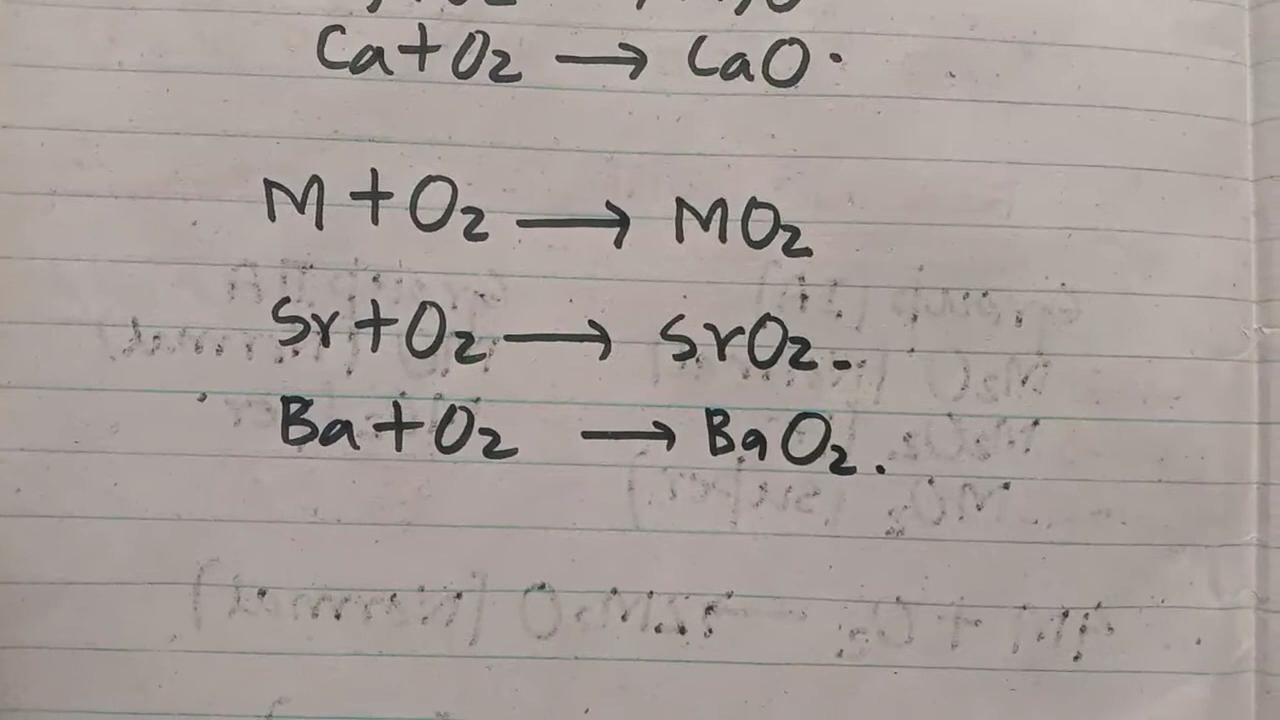 Ca + O2 → CaO.
M + O2 → MO2
Sr + O2 → SrO2.
Ba + O2 → BaO2.